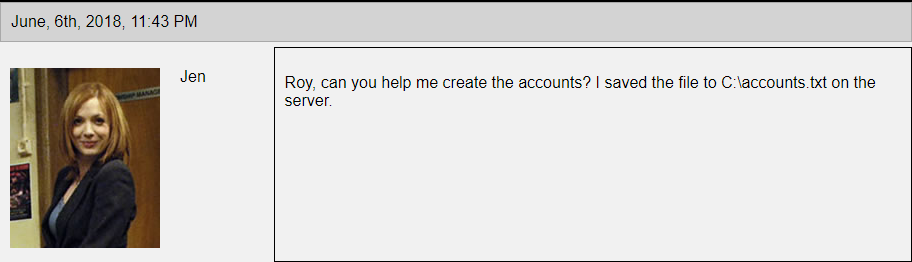 June, 6th, 2018, 11:43 PM
Jen
Roy, can you help me create the accounts? I saved the file to C:\accounts.txt on the
server.